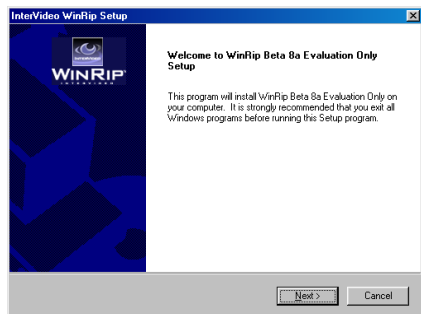 InterVideo WinRip Setup
WINRIP
INTERVIDEO
Welcome to WinRip Beta 8a Evaluation Only
Setup
This program will install WinRip Beta 8a Evaluation Only on
your computer. It is strongly recommended that you exit all
Windows programs before running this Setup program.
Next >
Cancel